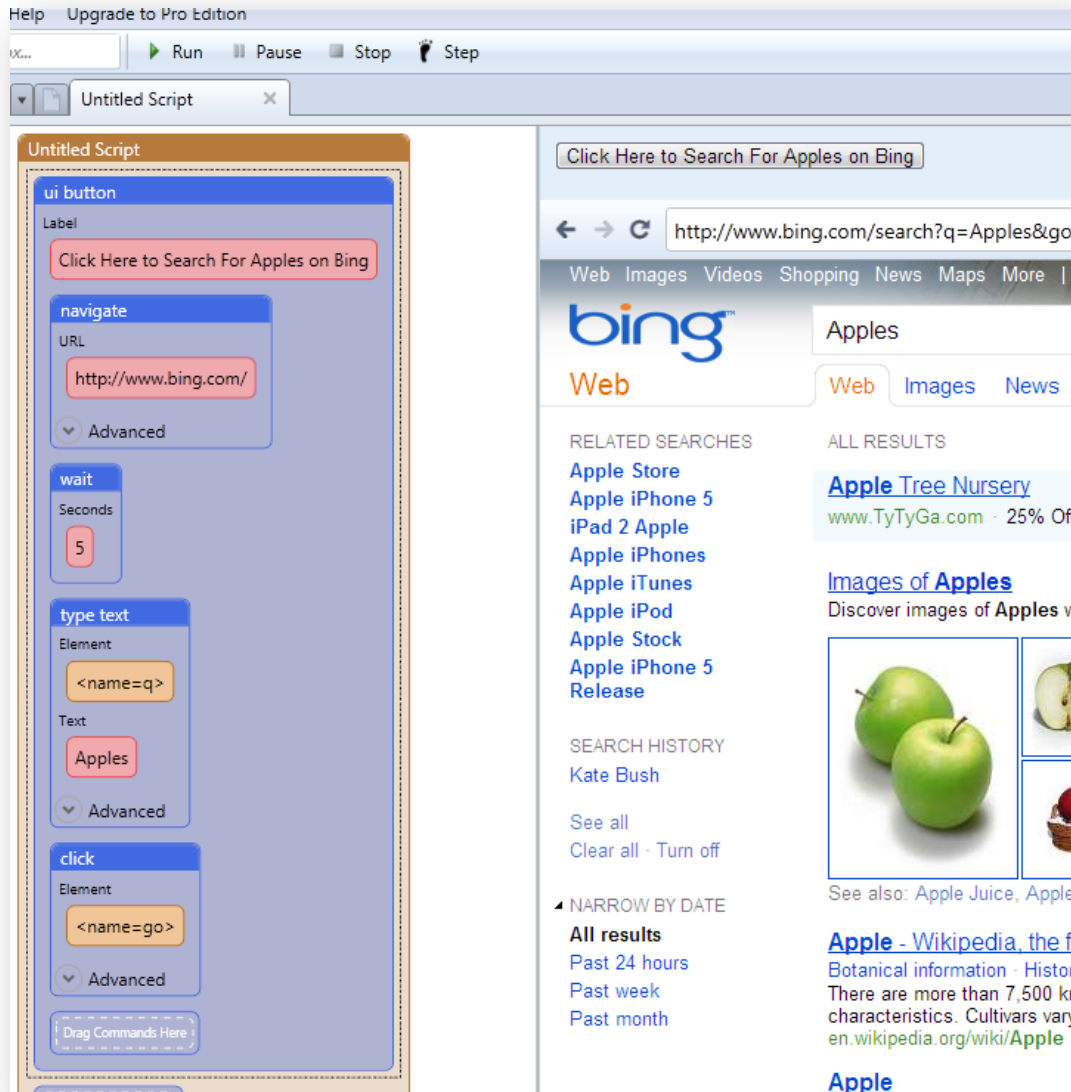 Help Upgrade to Pro Edition
Run Pause Stop Step
Untitled Script
Untitled Script
ui button
Label
Click Here to Search For Apples on Bing
navigate
URL
http://www.bing.com/
Advanced
wait
Seconds
5
type text
Element
<name=q>
Text
Apples
Advanced
click
Element
<name=go>
Advanced
Drag Commands Here
Click Here to Search For Apples on Bing
http://www.bing.com/search?q=Apples&go
Web Images Videos Shopping News Maps More |
bing™
Apples
Web
Web Images News
RELATED SEARCHES
Apple Store
Apple iPhone 5
iPad 2 Apple
Apple iPhones
Apple iTunes
Apple iPod
Apple Stock
Apple iPhone 5
Release
SEARCH HISTORY
Kate Bush
See all
Clear all · Turn off
NARROW BY DATE
All results
Past 24 hours
Past week
Past month
ALL RESULTS
Apple Tree Nursery
www.TyTyGa.com · 25% Of
Images of Apples
Discover images of Apples
See also: Apple Juice, Apple
Apple - Wikipedia, the
Botanical information ·
There are more than 7,500
characteristics. Cultivars vary
en.wikipedia.org/wiki/Apple
Apple